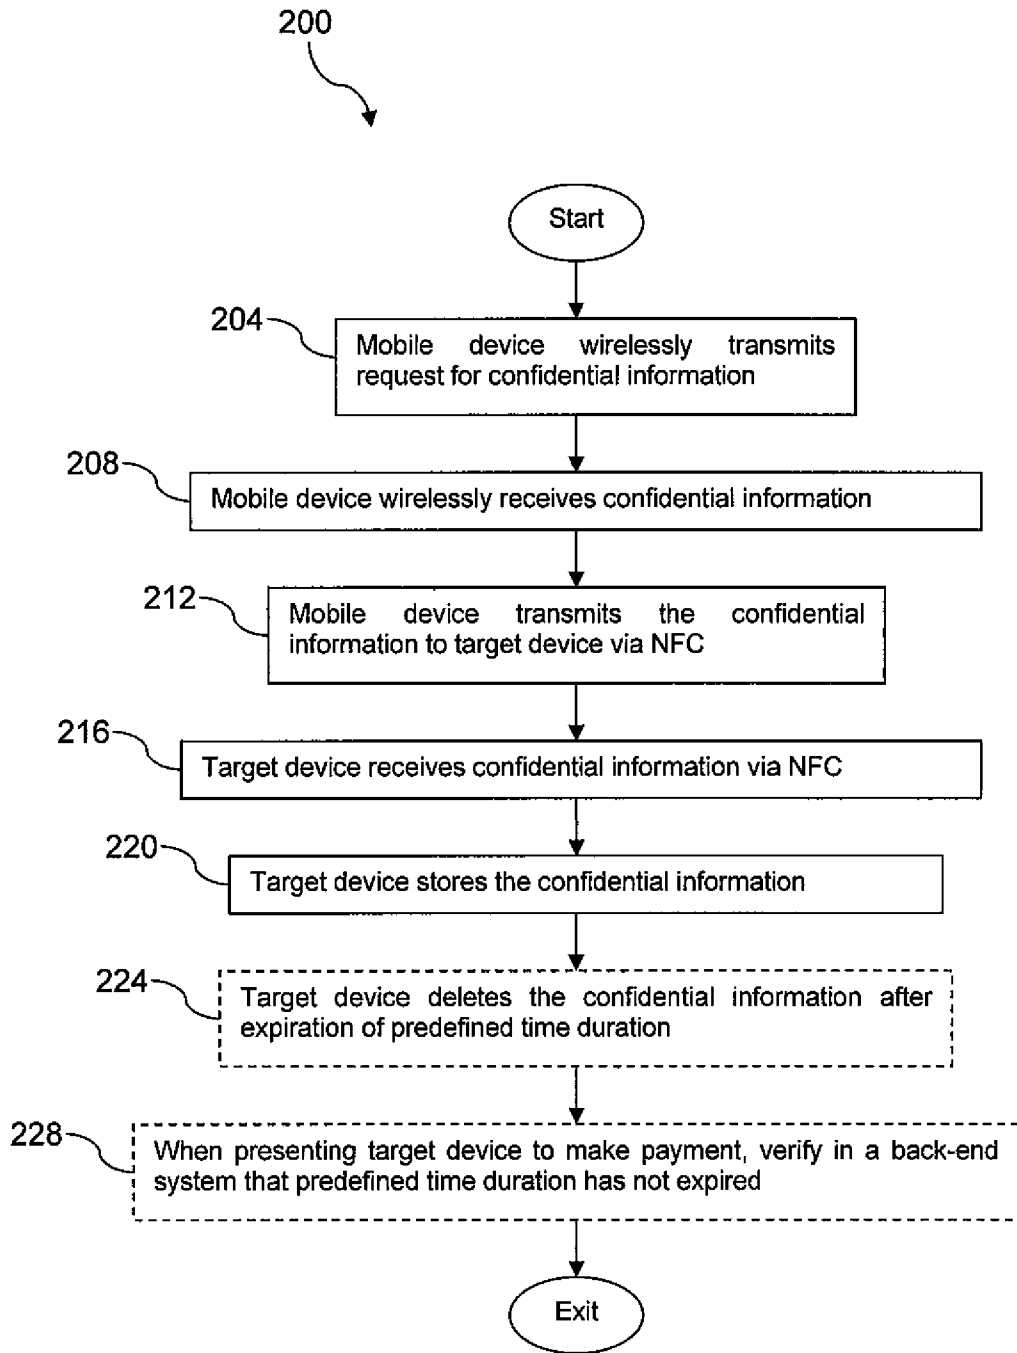 200
Start
204
Mobile device wirelessly transmits
request for confidential information
208
Mobile device wirelessly receives confidential information
212
Mobile device transmits the confidential
information to target device via NFC
216
Target device receives confidential information via NFC
220
Target device stores the confidential information
224
Target device deletes the confidential information after
expiration of predefined time duration
228
When presenting target device to make payment, verify in a back-end
system that predefined time duration has not expired
Exit